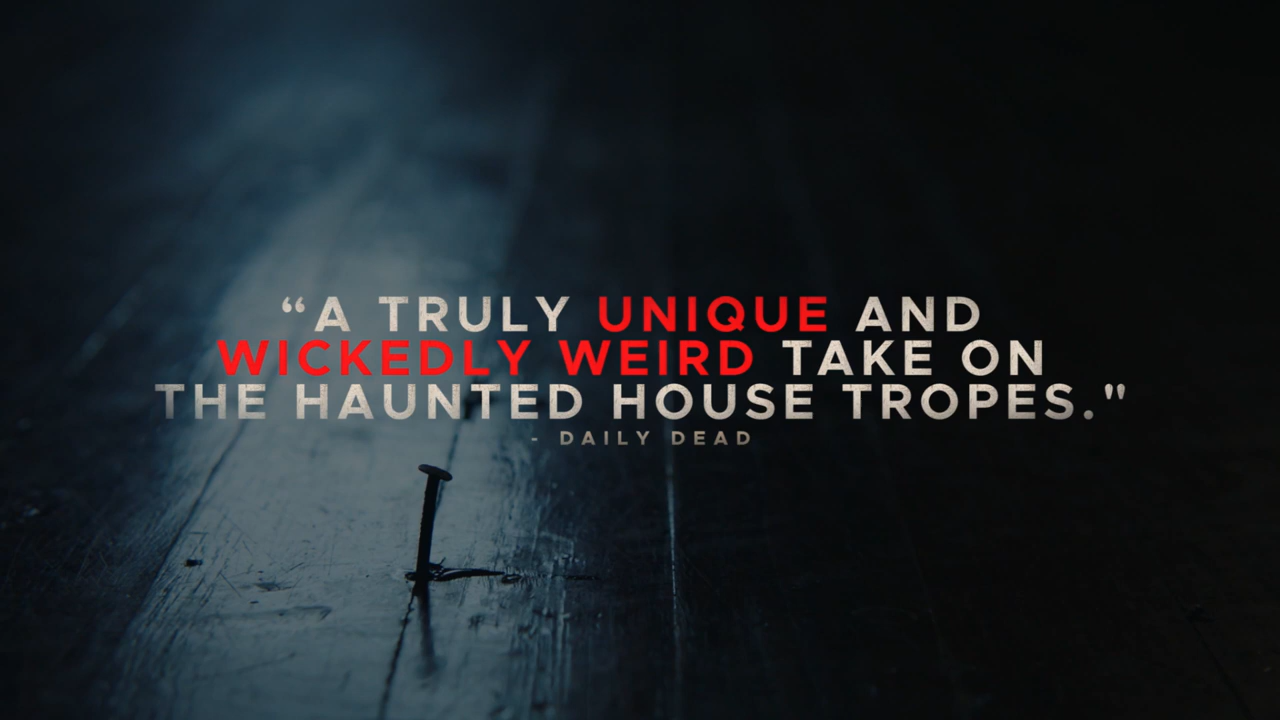 “A TRULY UNIQUE AND
WICKEDLY WEIRD TAKE ON
THE HAUNTED HOUSE TROPES."
- DAILY DEAD